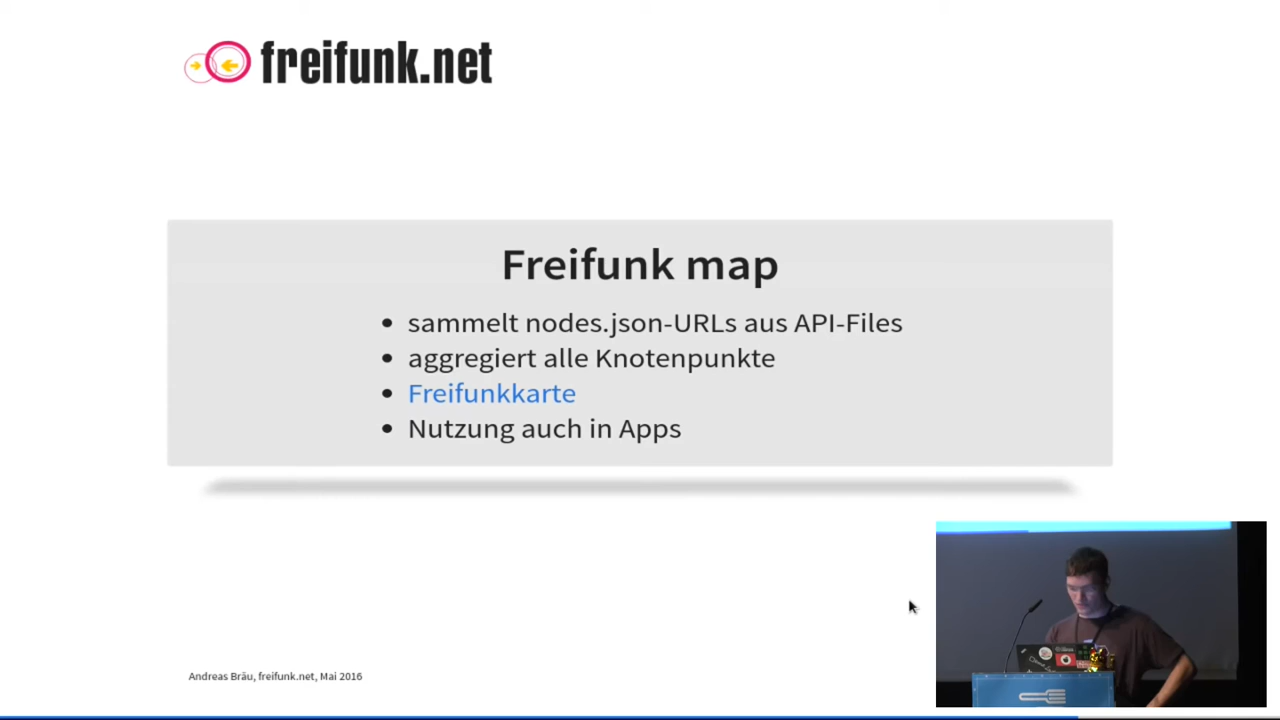 freifunk.net
Freifunk map
sammelt nodes.json-URLs aus API-Files
aggregiert alle Knotenpunkte
Freifunkkarte
Nutzung auch in Apps
Andreas Bräu, freifunk.net, Mai 2016